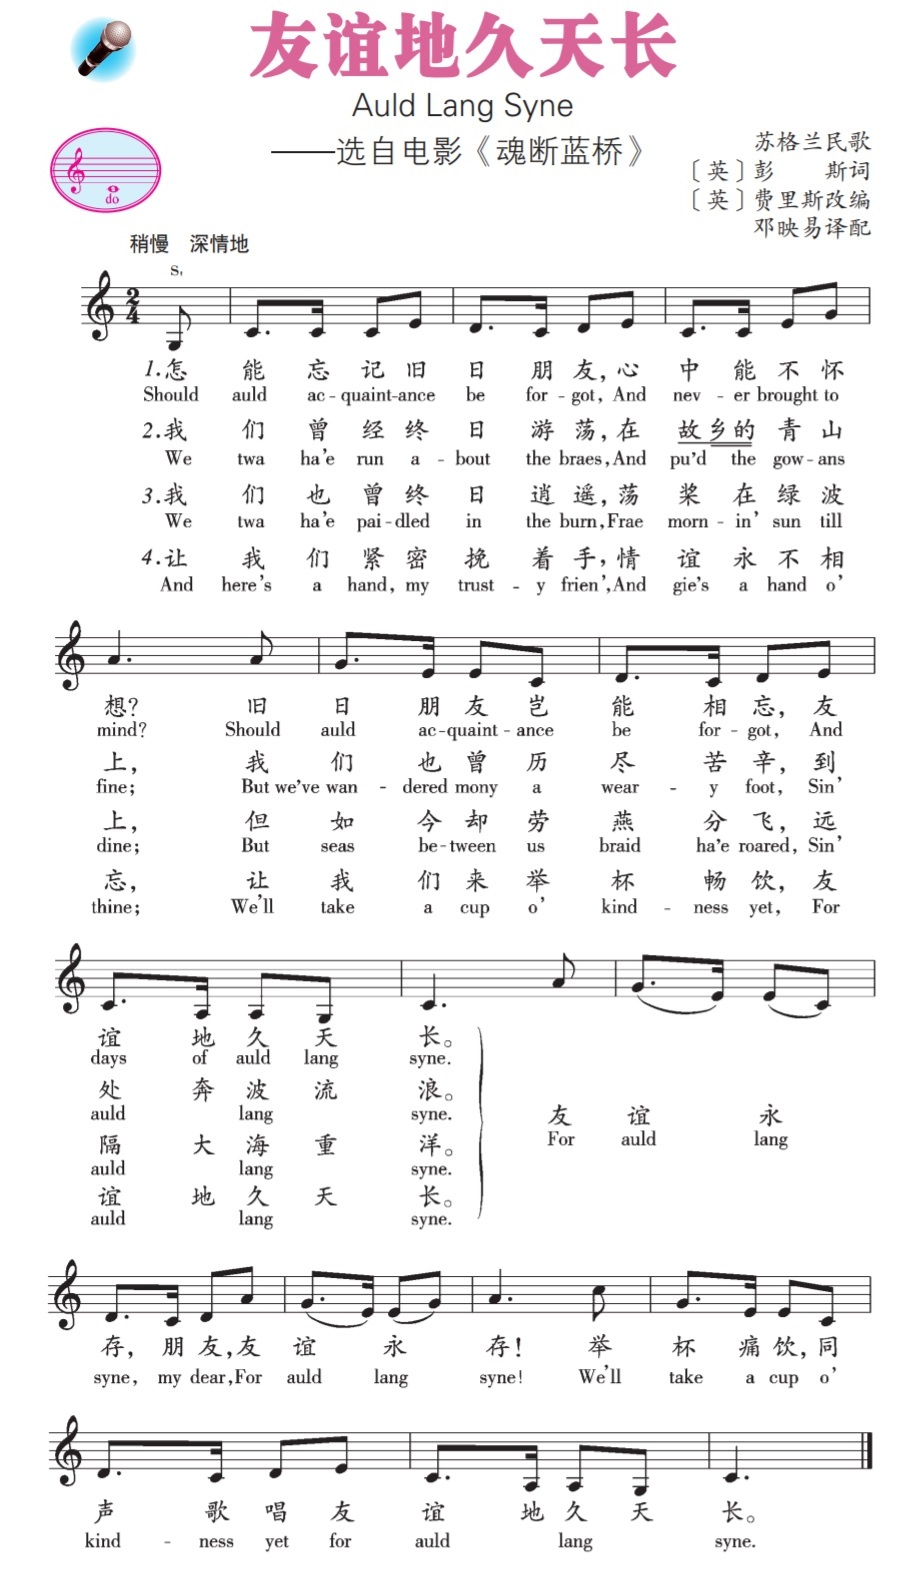 友谊地久天长
Auld Lang Syne
——选自电影《魂断蓝桥》
do
苏格兰民歌
〔英〕彭 斯词
〔英〕费里斯改编
邓映易译配
稍慢 深情地
s,
2
4
1.怎 能 忘 记 旧 日 朋 友,心 中 能 不 怀
Should auld ac-quaint-ance be for-got, And nev - er brought to
2.我 们 曾 经 终 日 游 荡,在 故 乡 的 青 山
We twa ha'e run a - bout the braes, And pu'd the gow-ans
3.我 们 也 曾 终 日 逍 遥,荡 桨 在 绿 波
We twa ha'e pai-dled in the burn, Frae morn-in' sun till
4.让 我 们 紧 密 挽 着 手,情 谊 永 不 相
And here's a hand, my trust - y frien', And gie's a hand o'
想? 旧 日 朋 友 岂 能 相 忘,友
mind? Should auld ac-quaint-ance be for-got, And
上, 我 们 也 曾 历 尽 苦 辛,到
fine; But we've wan - dered mony a wear - y foot, Sin'
上, 但 如 今 却 劳 燕 分 飞,远
dine; But seas be-tween us braid ha'e roared, Sin'
忘, 让 我 们 来 举 杯 畅 饮,友
thine; We'll take a cup o' kind - ness yet, For
谊 地 久 天 长。
days of auld lang syne.
处 奔 波 流 浪。
auld lang syne.
隔 大 海 重 洋。
auld lang syne.
谊 地 久 天 长。
auld lang syne.
友 谊 永
For auld lang
存,朋 友,友 谊 永 存! 举 杯 痛 饮,同
syne, my dear, For auld lang syne! We'll take a cup o'
声 歌 唱 友 谊 地 久 天 长。
kind - ness yet for auld lang syne.